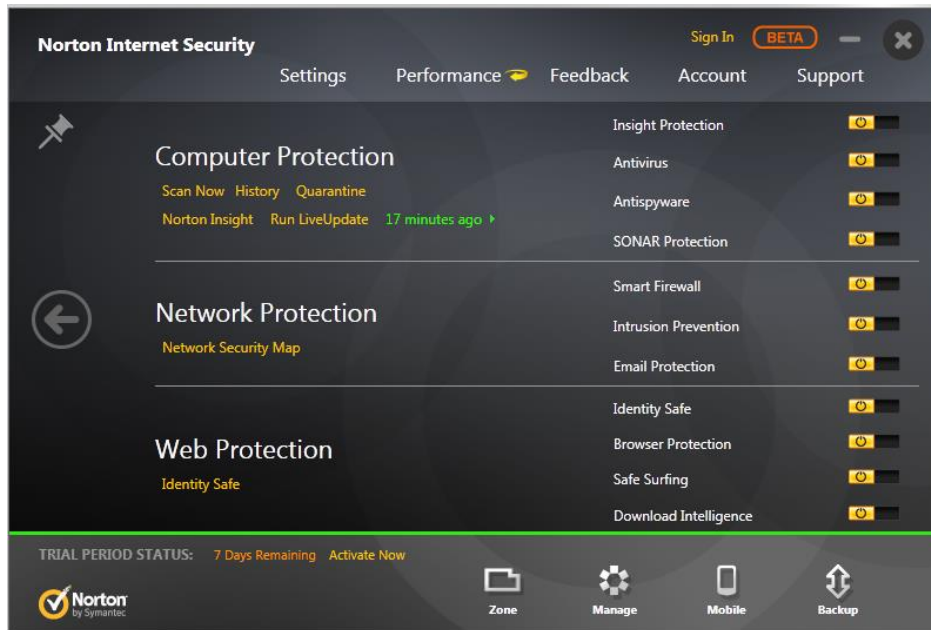 Norton Internet Security
Sign In BETA
Settings Performance Feedback Account Support
Computer Protection
Scan Now History Quarantine
Norton Insight Run LiveUpdate 17 minutes ago
Insight Protection
Antivirus
Antispyware
SONAR Protection
Network Protection
Network Security Map
Smart Firewall
Intrusion Prevention
Email Protection
Web Protection
Identity Safe
Identity Safe
Browser Protection
Safe Surfing
Download Intelligence
TRIAL PERIOD STATUS: 7 Days Remaining Activate Now
Norton
by Symantec
Zone Manage Mobile Backup